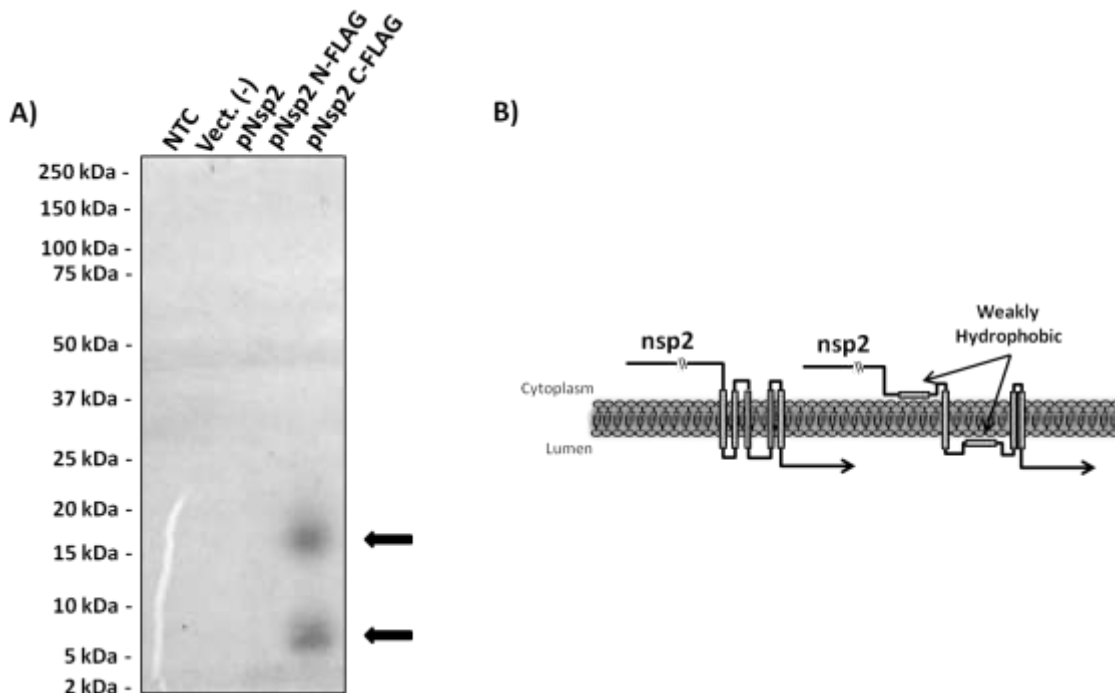 A)
NTC
Vect. (-)
pNsp2
pNsp2 N-FLAG
pNsp2 C-FLAG
250 kDa -
150 kDa -
100 kDa -
75 kDa -
50 kDa -
37 kDa -
25 kDa -
20 kDa -
15 kDa -
10 kDa -
5 kDa -
2 kDa -
B)
Weakly
Hydrophobic
nsp2
nsp2
Cytoplasm
Lumen